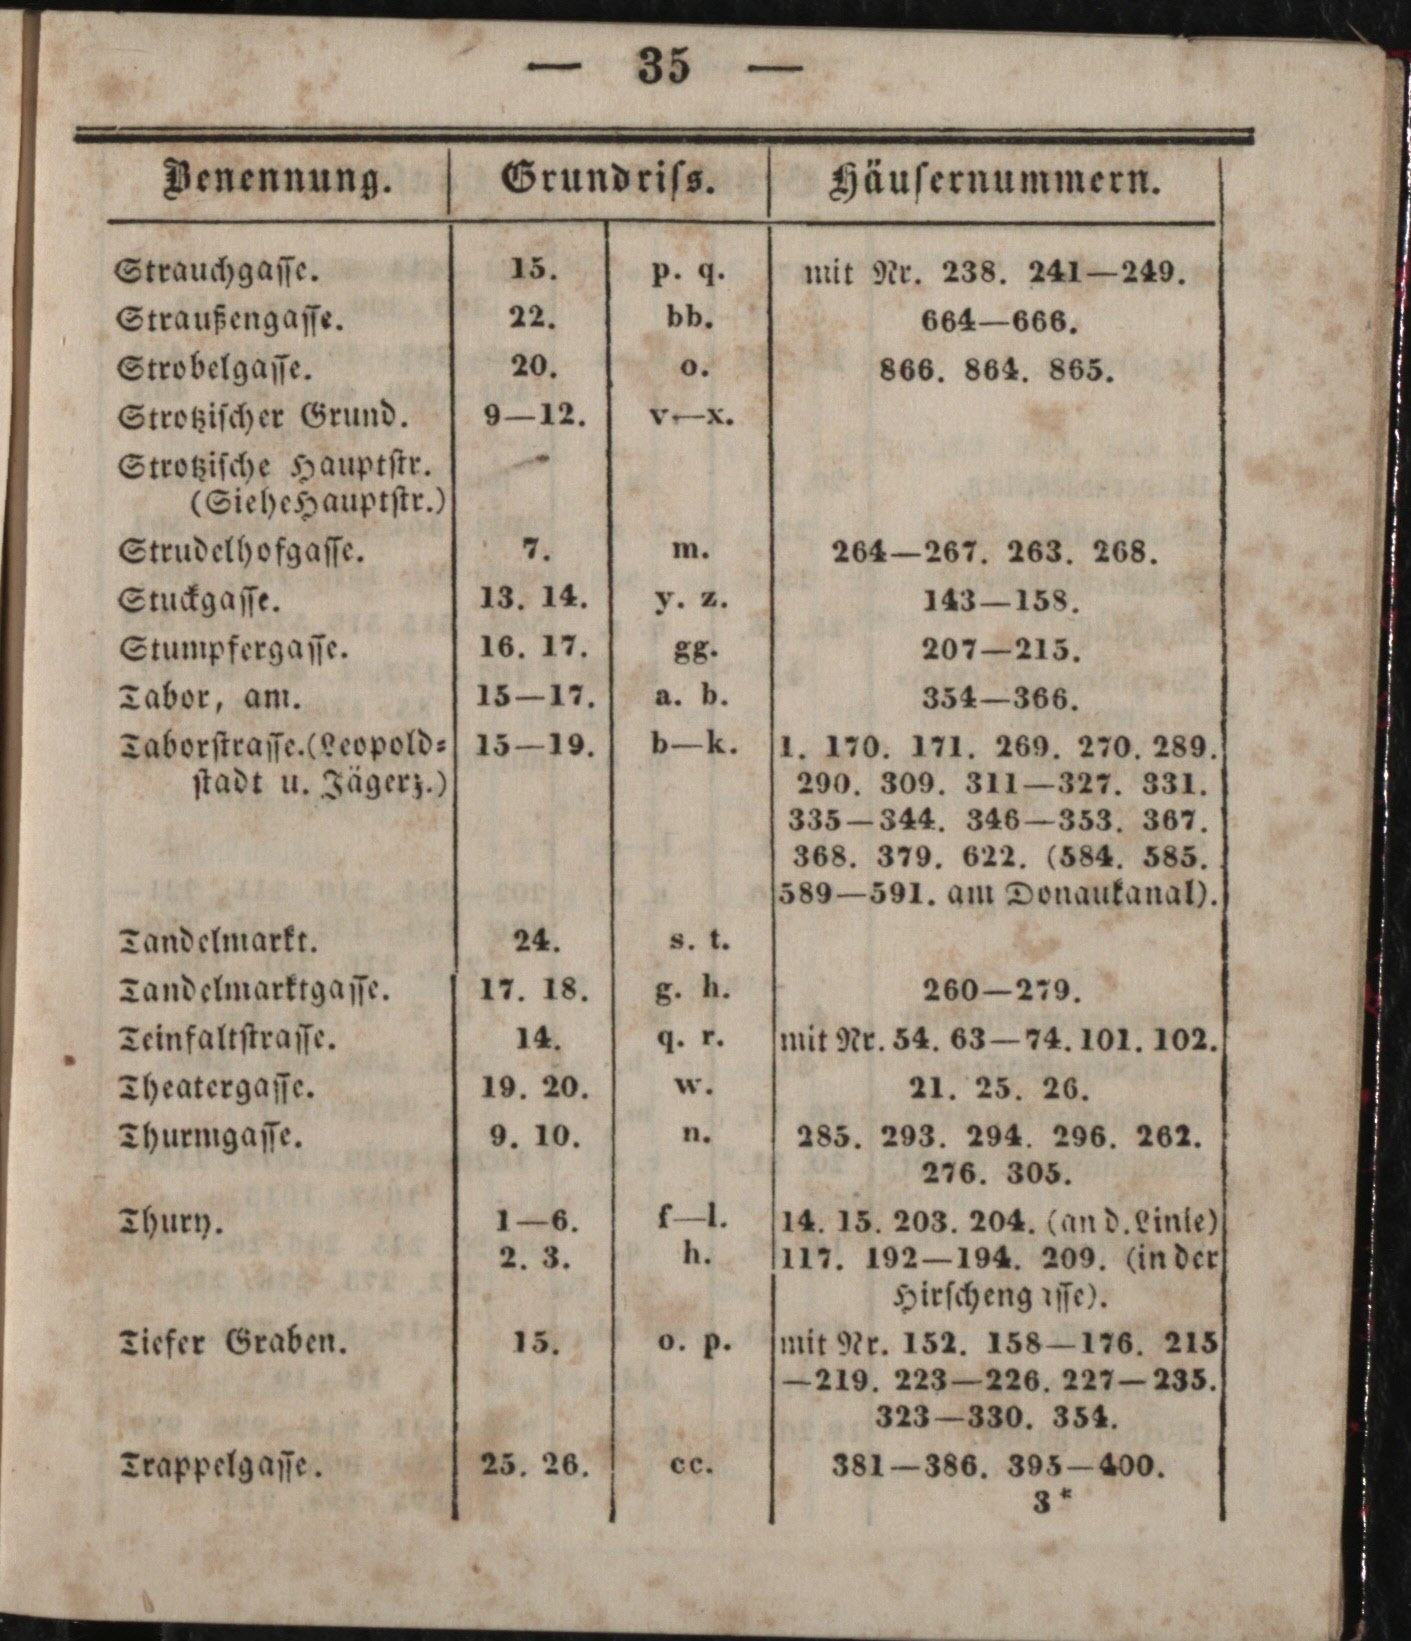 — 35 —
Benennung. Grundriſs. Häuſernummern.
Strauchgaſſe. 15. p. q. mit Nr. 238. 241—249.
Straußengaſſe. 22. bb. 664—666.
Strobelgaſſe. 20. o. 866. 864. 865.
Strotziſcher Grund. 9—12. v—x.
Strotziſche Hauptſtr. —
(Siehe Hauptſtr.)
Strudelhofgaſſe. 7. m. 264—267. 263. 268.
Stuckgaſſe. 13. 14. y. z. 143—158.
Stumpfergaſſe. 16. 17. gg. 207—215.
Tabor, am. 15—17. a. b. 354—366.
Taborſtraſſe. (Leopold= 15—19. b—k. 1. 170. 171. 269. 270. 289.
ſtadt u. Jägerz.) 290. 309. 311—327. 331.
335—344. 346—353. 367.
368. 379. 622. (584. 585.
589—591. am Donaukanal).
Tandelmarkt. 24. s. t.
Tandelmarktgaſſe. 17. 18. g. h. 260—279.
Teinfaltſtraſſe. 14. q. r. mit Nr. 54. 63—74. 101. 102.
Theatergaſſe. 19. 20. w. 21. 25. 26.
Thurmgaſſe. 9. 10. n. 285. 293. 294. 296. 262.
276. 305.
Thury. 1—6. f—l. 14. 15. 203. 204. (an d. Linie)
2. 3. h. 117. 192—194. 209. (in der
Hirſchengaſſe).
Tiefer Graben. 15. o. p. mit Nr. 152. 158—176. 215
—219. 223—226. 227—235.
323—330. 354.
Trappelgaſſe. 25. 26. cc. 381—386. 395—400.
3*